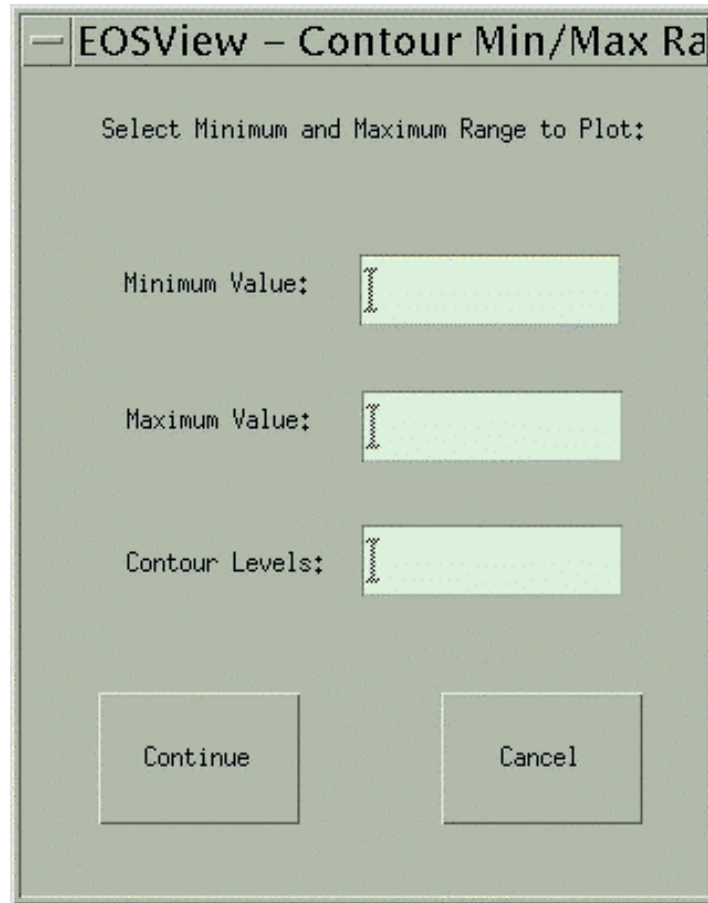 EOSView – Contour Min/Max Ra
Select Minimum and Maximum Range to Plot:
Minimum Value:
Maximum Value:
Contour Levels:
Continue
Cancel